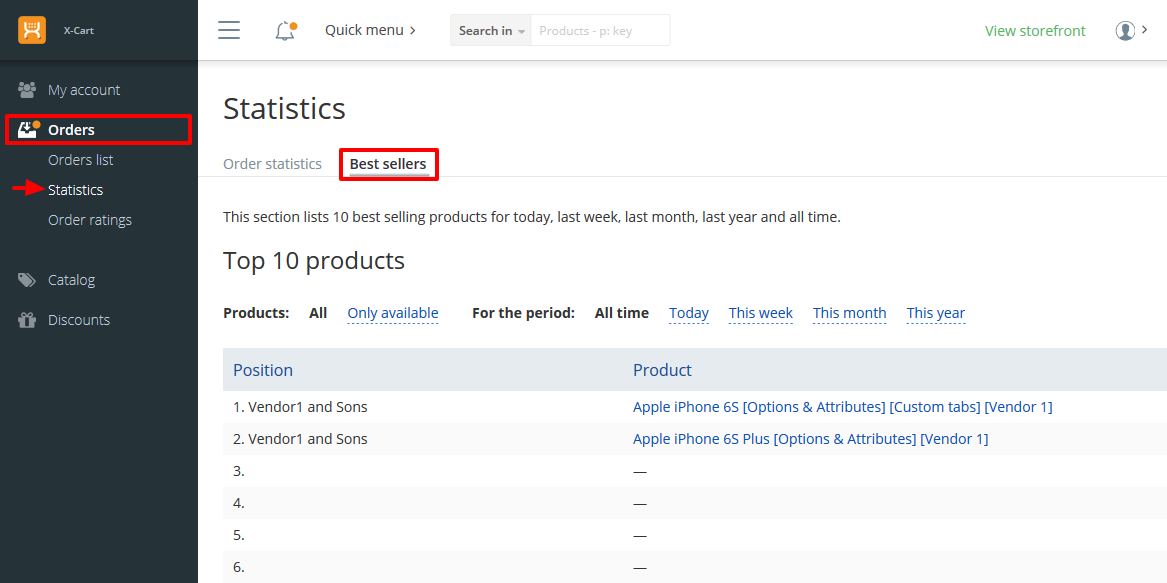 X-Cart
Quick menu
Search in
Products - p: key
View storefront
My account
Orders
Orders list
Statistics
Order ratings
Catalog
Discounts
Statistics
Order statistics Best sellers
This section lists 10 best selling products for today, last week, last month, last year and all time.
Top 10 products
Products: All Only available For the period: All time Today This week This month This year
Position Product
1. Vendor1 and Sons Apple iPhone 6S [Options & Attributes] [Custom tabs] [Vendor 1]
2. Vendor1 and Sons Apple iPhone 6S Plus [Options & Attributes] [Vendor 1]
3. —
4. —
5. —
6. —